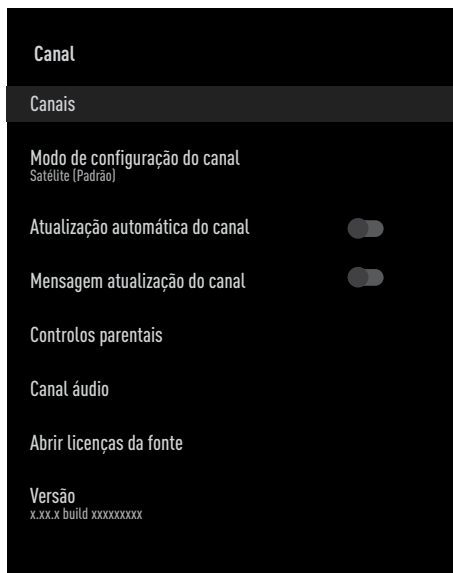 Canal
Canais
Modo de configuração do canal
Satélite (Padrão)
Atualização automática do canal
Mensagem atualização do canal
Controlos parentais
Canal áudio
Abrir licenças da fonte
Versão
x.xx.x build xxxxxxxxx